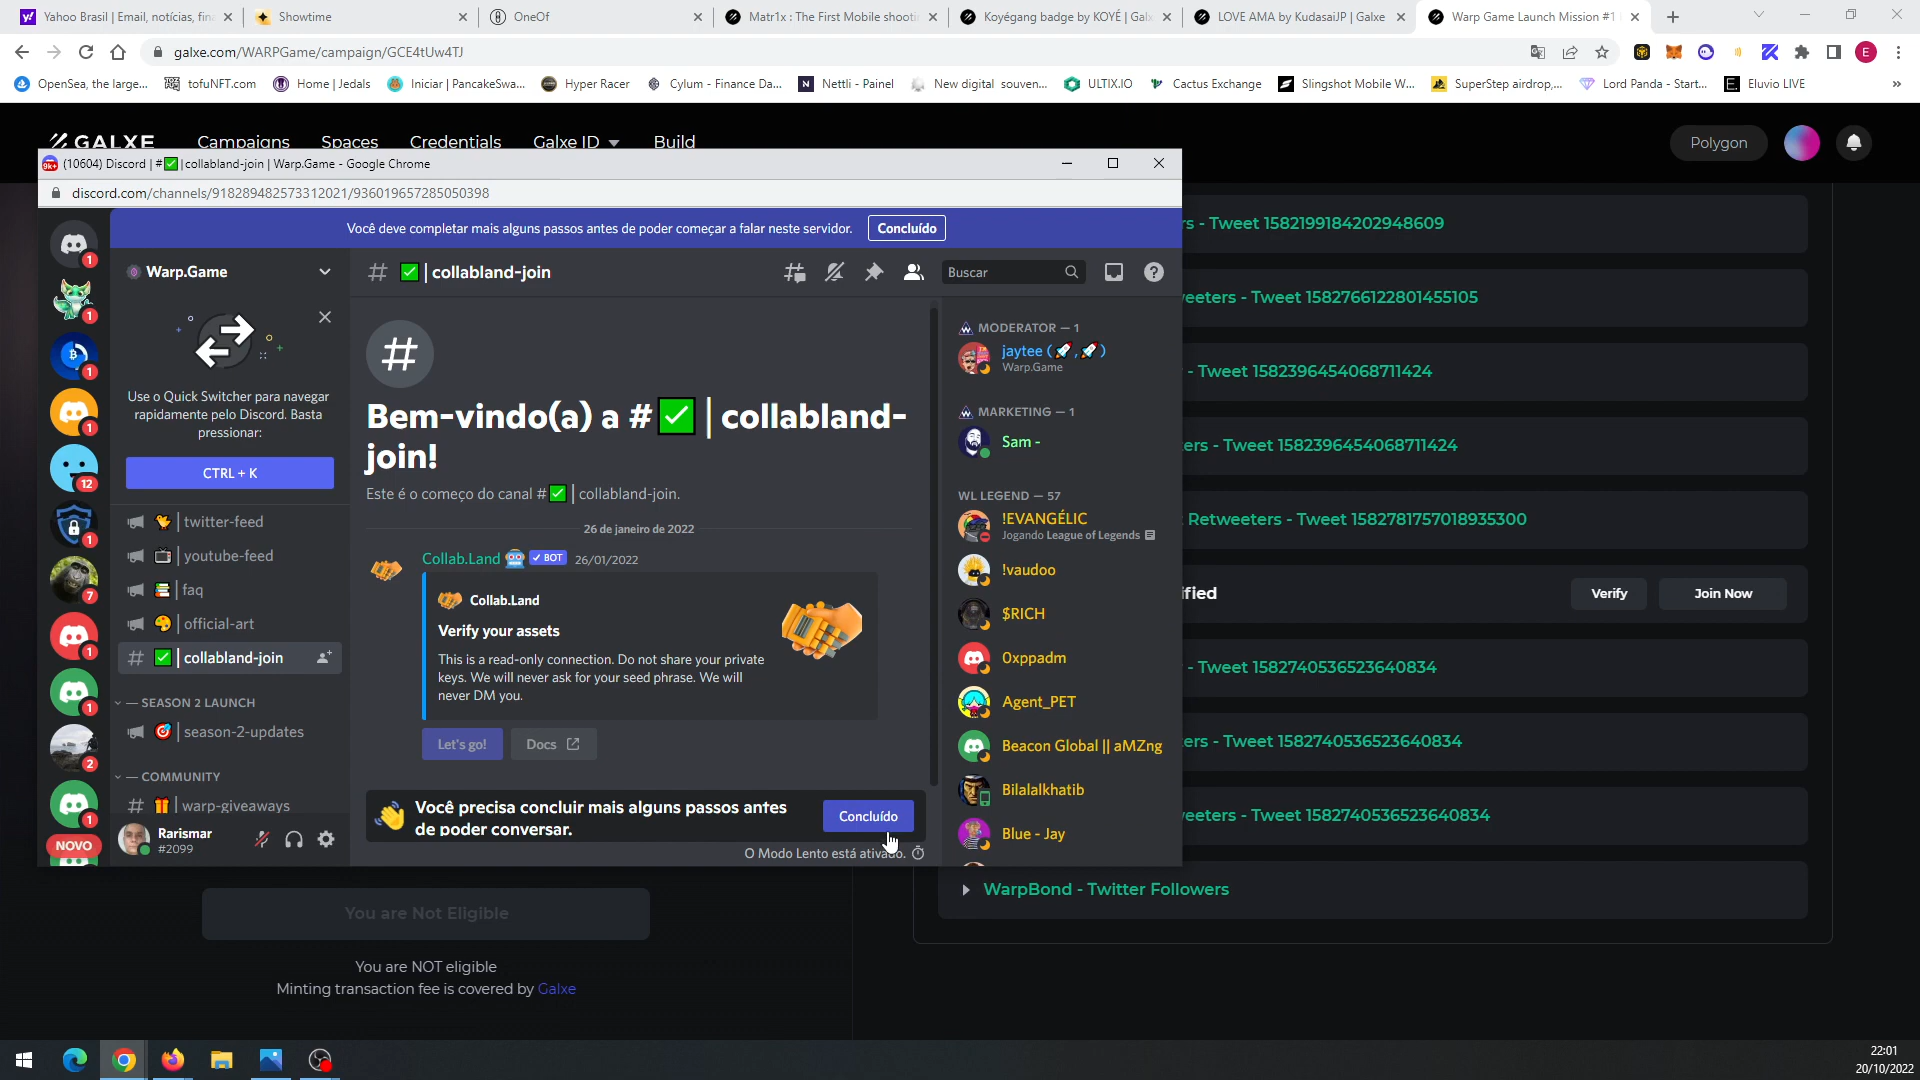 Yahoo Brasil | Email, notícias, fin
Showtime
OneOf
Matr1x : The First Mobile shooti
Koyégang badge by KOYÉ | Gal
LOVE AMA by KudasaiJP | Galxe
Warp Game Launch Mission #1
galxe.com/WARPGame/campaign/GCE4tUw4TJ
E
OpenSea, the large...
tofuNFT.com
Home | Jedals
Iniciar | PancakeSwa...
Hyper Racer
Cylum - Finance Da...
Nettli - Painel
New digital souven...
ULTIX.IO
Cactus Exchange
Slingshot Mobile W...
SuperStep airdrop,...
Lord Panda - Start...
Eluvio LIVE
GALXE
Campaigns
Spaces
Credentials
Galxe ID
Build
Polygon
(10604) Discord | #✅ | collabland-join | Warp.Game - Google Chrome
discord.com/channels/918289482573312021/936019657285050398
Você deve completar mais alguns passos antes de poder começar a falar neste servidor.
Concluído
Warp.Game
# ✅ | collabland-join
Buscar
Use o Quick Switcher para navegar
rapidamente pelo Discord. Basta
pressionar:
CTRL + K
twitter-feed
youtube-feed
faq
official-art
collabland-join
— SEASON 2 LAUNCH
season-2-updates
— COMMUNITY
warp-giveaways
Rarismar
#2099
1
1
1
1
12
1
7
1
1
2
1
NOVO
Bem-vindo(a) a #✅ | collabland-
join!
Este é o começo do canal #✅ | collabland-join.
26 de janeiro de 2022
Collab.Land 🤖 ✓ BOT 26/01/2022
Collab.Land
Verify your assets
This is a read-only connection. Do not share your private
keys. We will never ask for your seed phrase. We will
never DM you.
Let's go!
Docs
Você precisa concluir mais alguns passos antes
de poder conversar.
Concluído
O Modo Lento está ativado.
MODERATOR — 1
jaytee (🚀,🚀)
Warp.Game
MARKETING — 1
Sam -
WL LEGEND — 57
!EVANGÉLIC
Jogando League of Legends
!vaudoo
$RICH
0xppadm
Agent_PET
Beacon Global || aMZng
Bilalalkhatib
Blue - Jay
rs - Tweet 1582199184202948609
eeters - Tweet 1582766122801455105
- Tweet 1582396454068711424
ers - Tweet 1582396454068711424
Retweeters - Tweet 1582781757018935300
ified
Verify
Join Now
- Tweet 1582740536523640834
ers - Tweet 1582740536523640834
eeters - Tweet 1582740536523640834
WarpBond - Twitter Followers
You are Not Eligible
You are NOT eligible
Minting transaction fee is covered by Galxe
22:01
20/10/2022